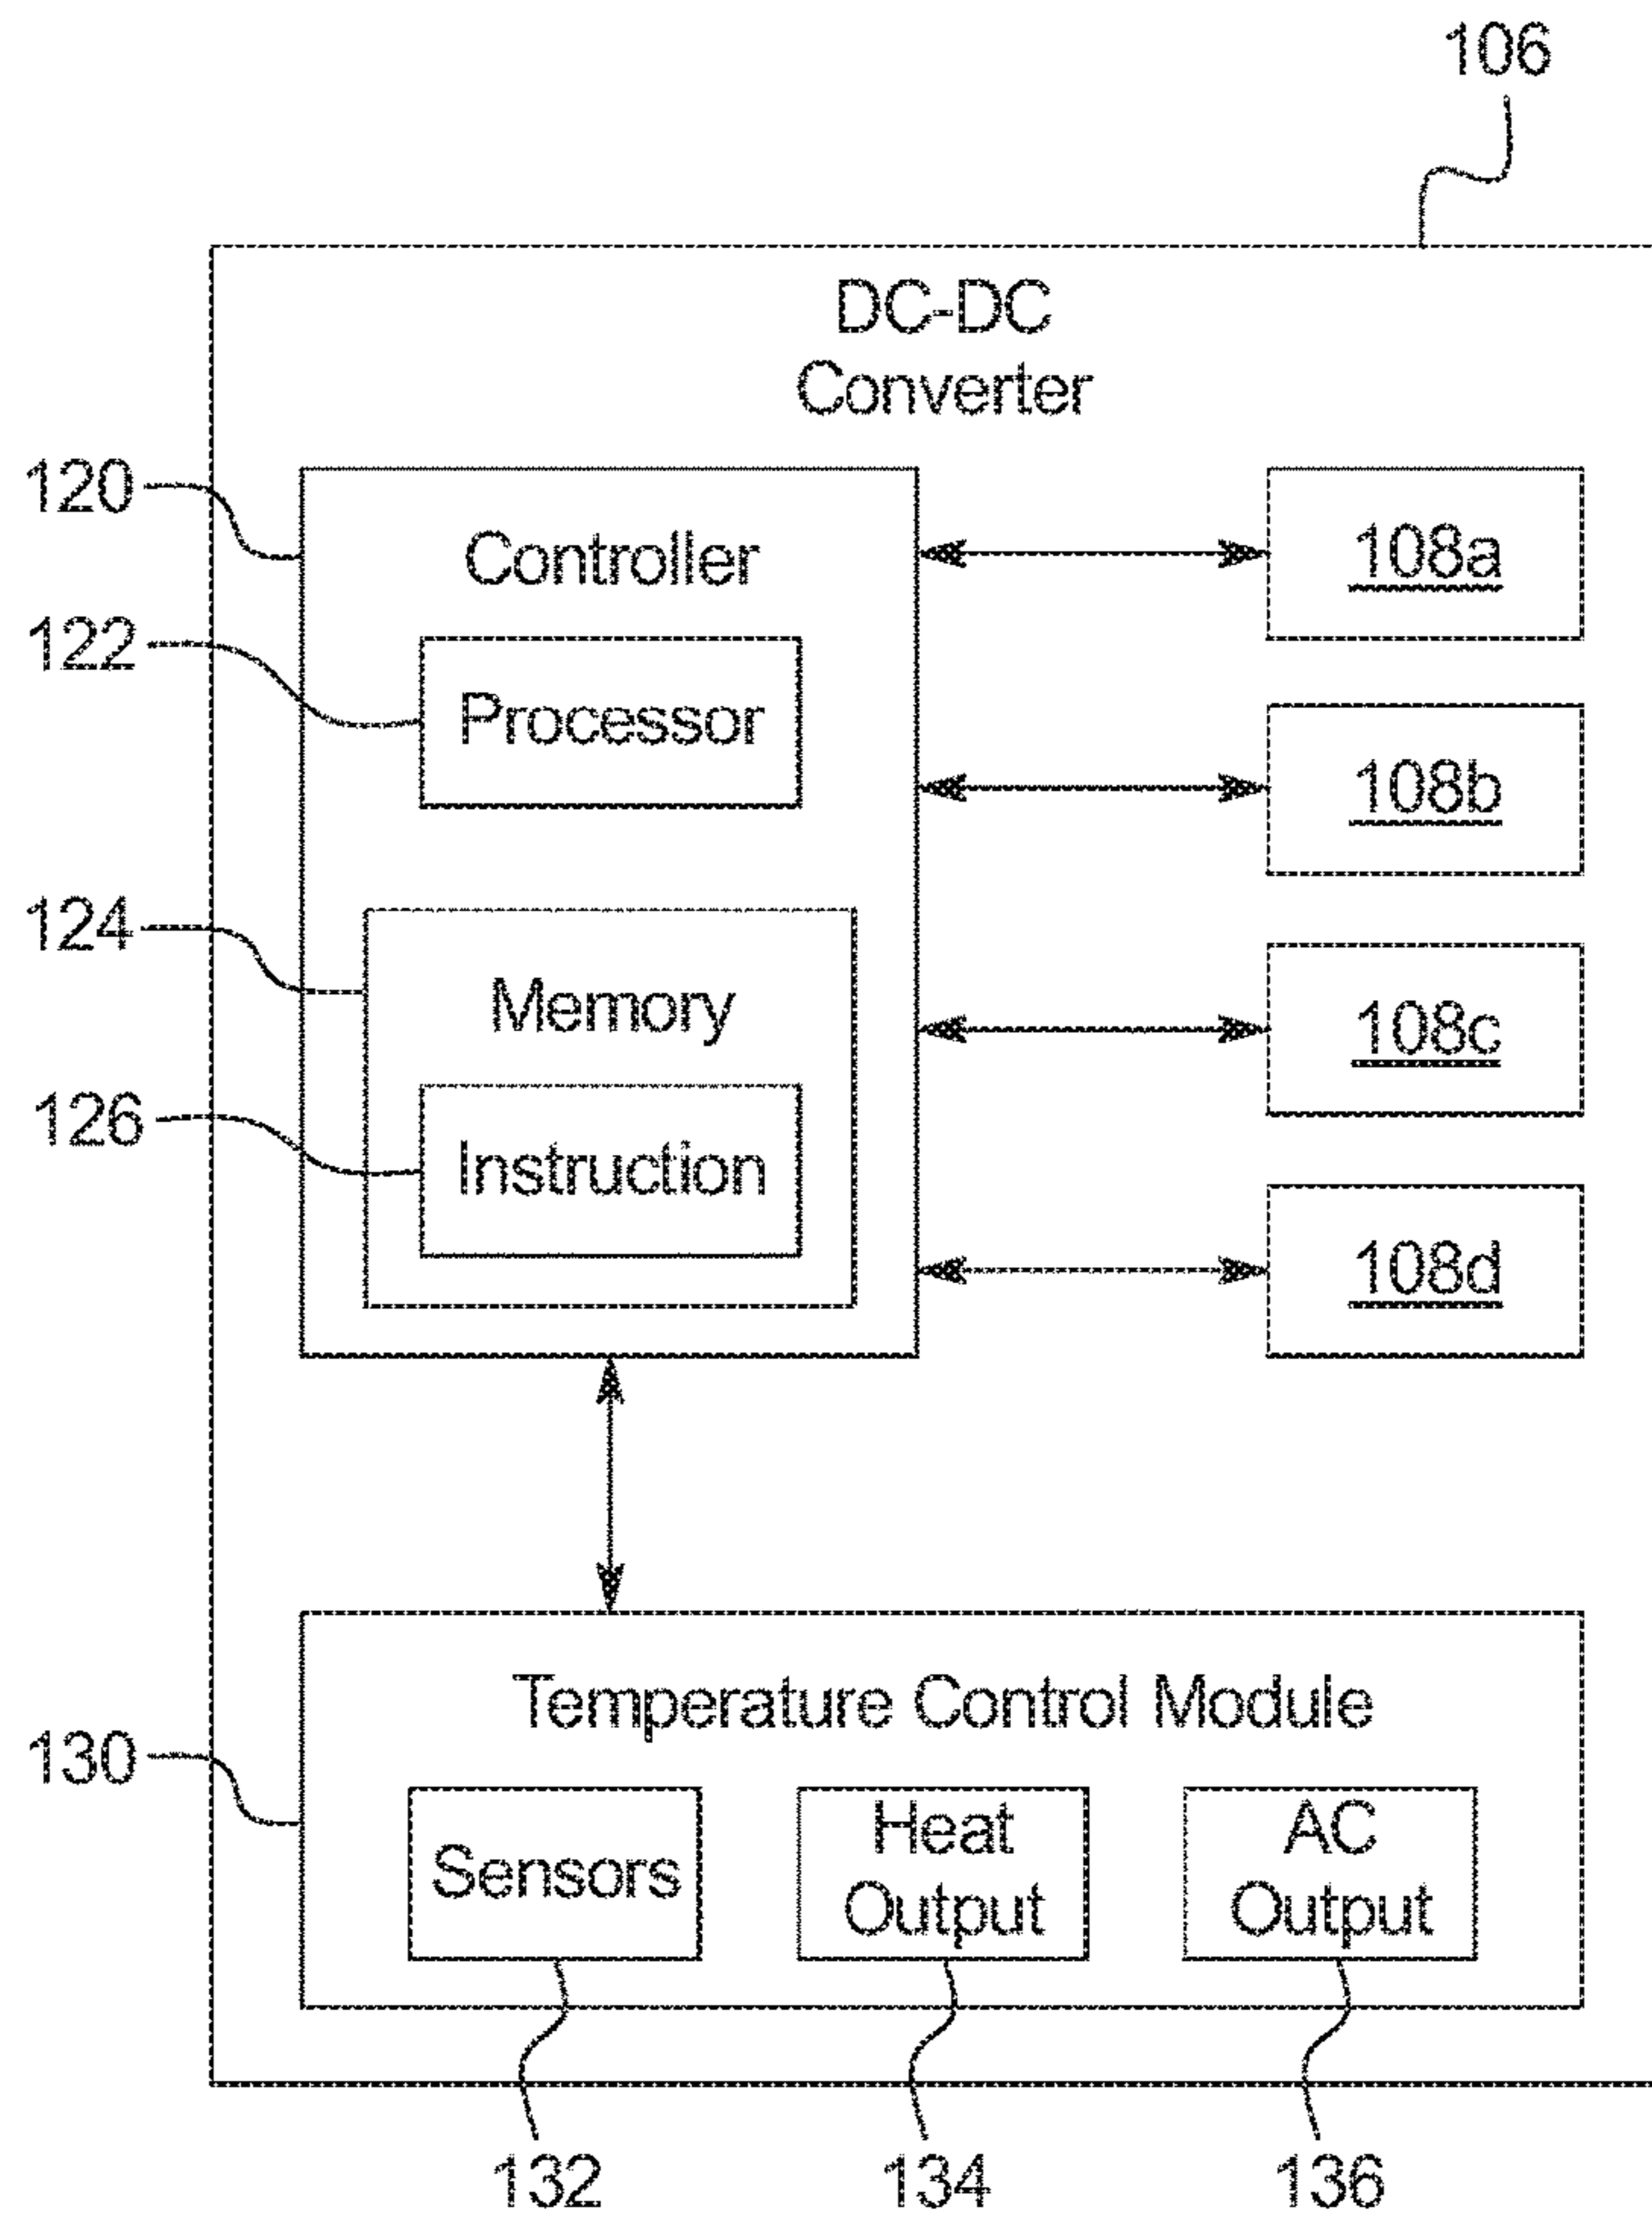 106
DC-DC
Converter
120
Controller
108a
122
Processor
108b
124
Memory
108c
126
Instruction
108d
Temperature Control Module
130
Sensors
Heat
Output
AC
Output
132
134
136